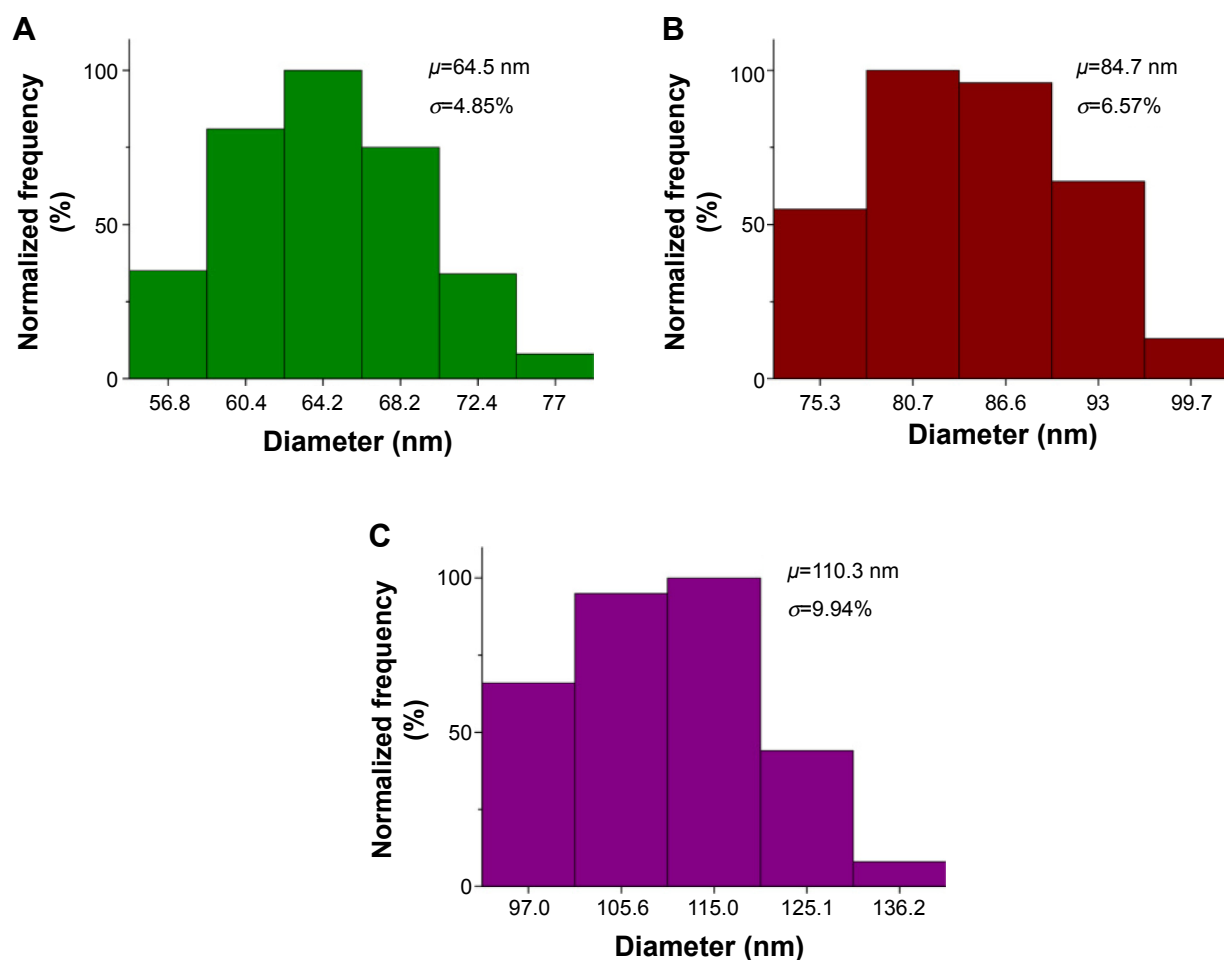 A
Normalized frequency
(%)
100
50
0
μ=64.5 nm
σ=4.85%
56.8 60.4 64.2 68.2 72.4 77
Diameter (nm)
B
Normalized frequency
(%)
100
50
0
μ=84.7 nm
σ=6.57%
75.3 80.7 86.6 93 99.7
Diameter (nm)
C
Normalized frequency
(%)
100
50
0
μ=110.3 nm
σ=9.94%
97.0 105.6 115.0 125.1 136.2
Diameter (nm)